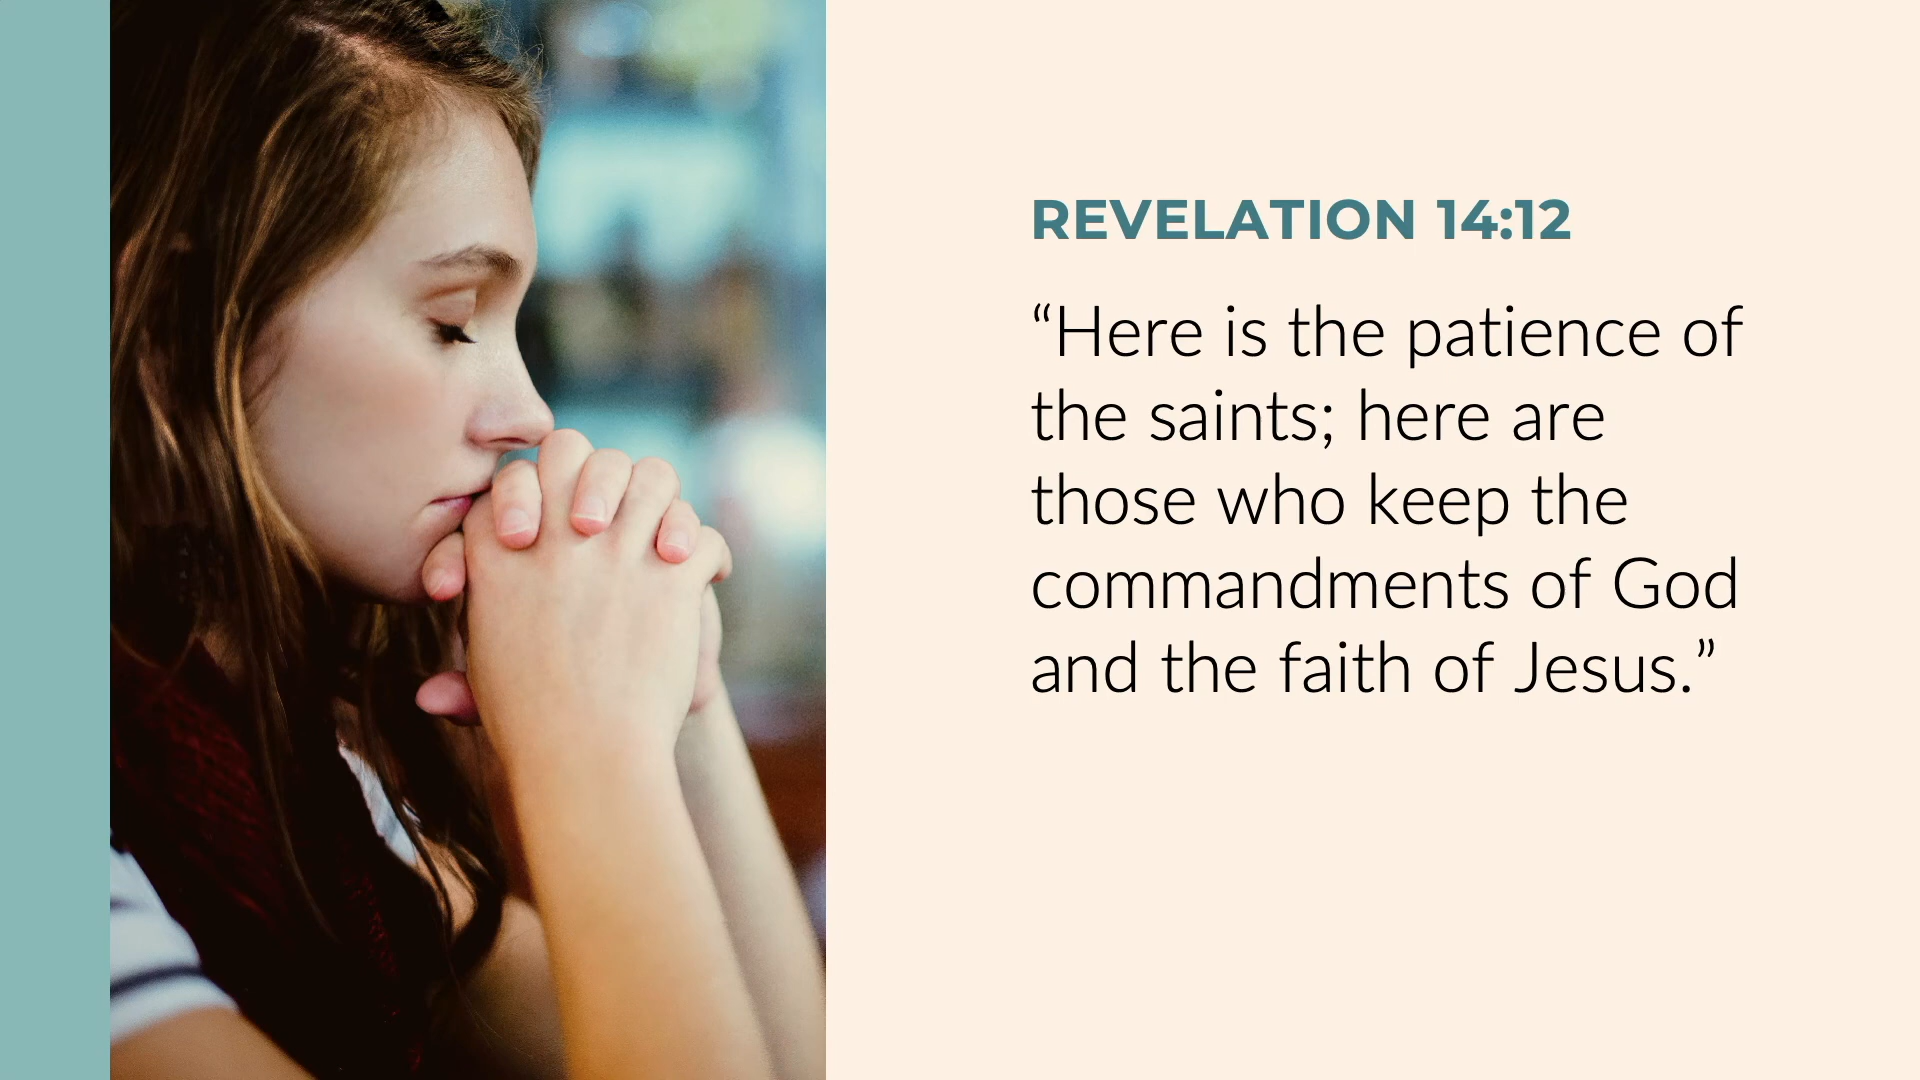 REVELATION 14:12
“Here is the patience of
the saints; here are
those who keep the
commandments of God
and the faith of Jesus.”